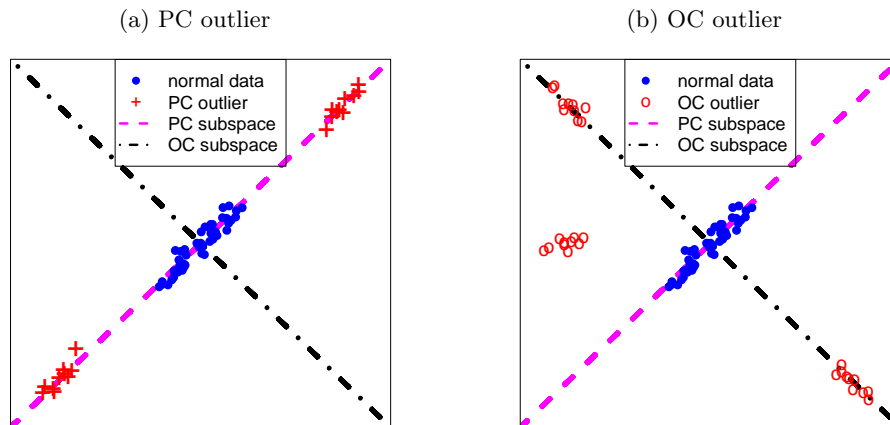 (a) PC outlier
normal data
PC outlier
PC subspace
OC subspace
(b) OC outlier
normal data
OC outlier
PC subspace
OC subspace